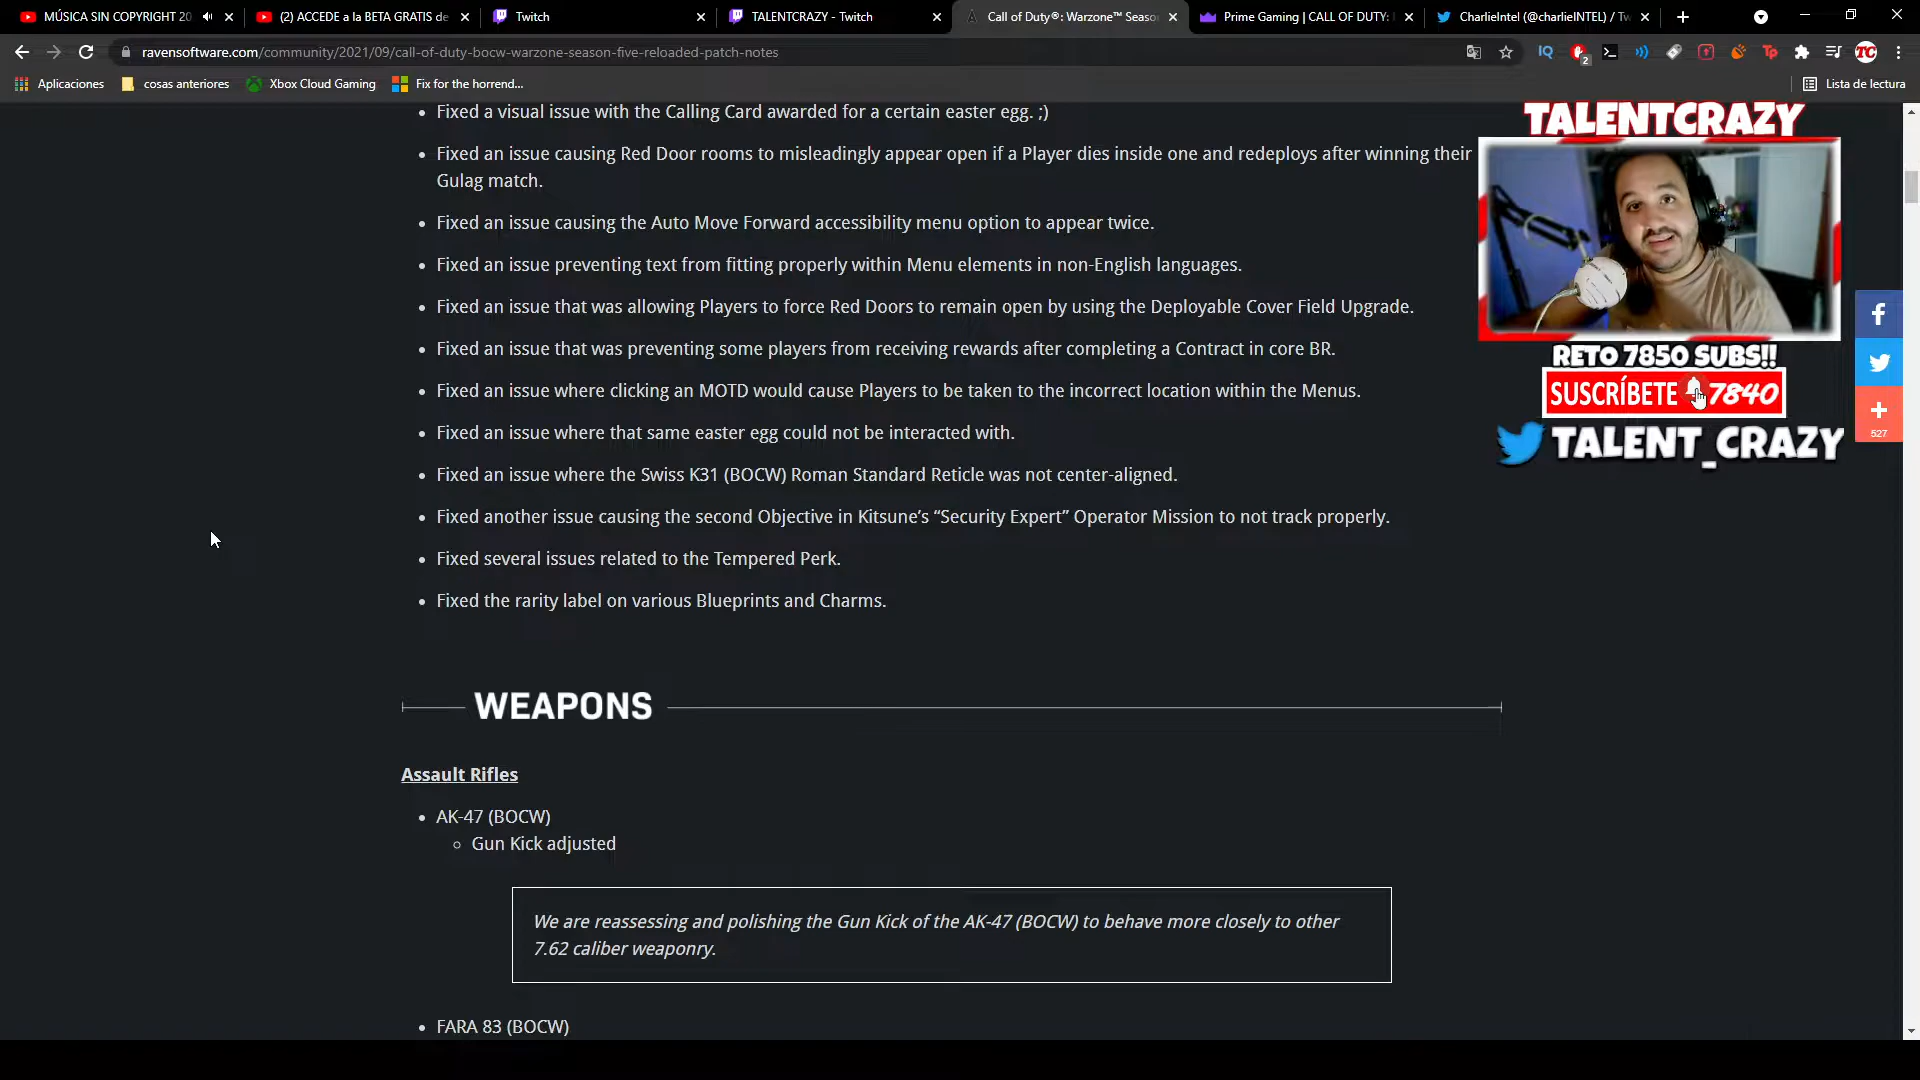 MÚSICA SIN COPYRIGHT 20
(2) ACCEDE a la BETA GRATIS de
Twitch
TALENTCRAZY - Twitch
Call of Duty®: Warzone™ Seaso
Prime Gaming | CALL OF DUTY:
CharlieIntel (@charlieINTEL) / Tw
ravensoftware.com/community/2021/09/call-of-duty-bocw-warzone-season-five-reloaded-patch-notes
IQ
2
Tp
TC
Aplicaciones
cosas anteriores
Xbox Cloud Gaming
Fix for the horrend...
Lista de lectura
• Fixed a visual issue with the Calling Card awarded for a certain easter egg. ;)
• Fixed an issue causing Red Door rooms to misleadingly appear open if a Player dies inside one and redeploys after winning their
Gulag match.
• Fixed an issue causing the Auto Move Forward accessibility menu option to appear twice.
• Fixed an issue preventing text from fitting properly within Menu elements in non-English languages.
• Fixed an issue that was allowing Players to force Red Doors to remain open by using the Deployable Cover Field Upgrade.
• Fixed an issue that was preventing some players from receiving rewards after completing a Contract in core BR.
• Fixed an issue where clicking an MOTD would cause Players to be taken to the incorrect location within the Menus.
• Fixed an issue where that same easter egg could not be interacted with.
• Fixed an issue where the Swiss K31 (BOCW) Roman Standard Reticle was not center-aligned.
• Fixed another issue causing the second Objective in Kitsune’s “Security Expert” Operator Mission to not track properly.
• Fixed several issues related to the Tempered Perk.
• Fixed the rarity label on various Blueprints and Charms.
WEAPONS
Assault Rifles
• AK-47 (BOCW)
◦ Gun Kick adjusted
We are reassessing and polishing the Gun Kick of the AK-47 (BOCW) to behave more closely to other
7.62 caliber weaponry.
• FARA 83 (BOCW)
TALENTCRAZY
RETO 7850 SUBS!!
SUSCRÍBETE 7840
TALENT_CRAZY
527